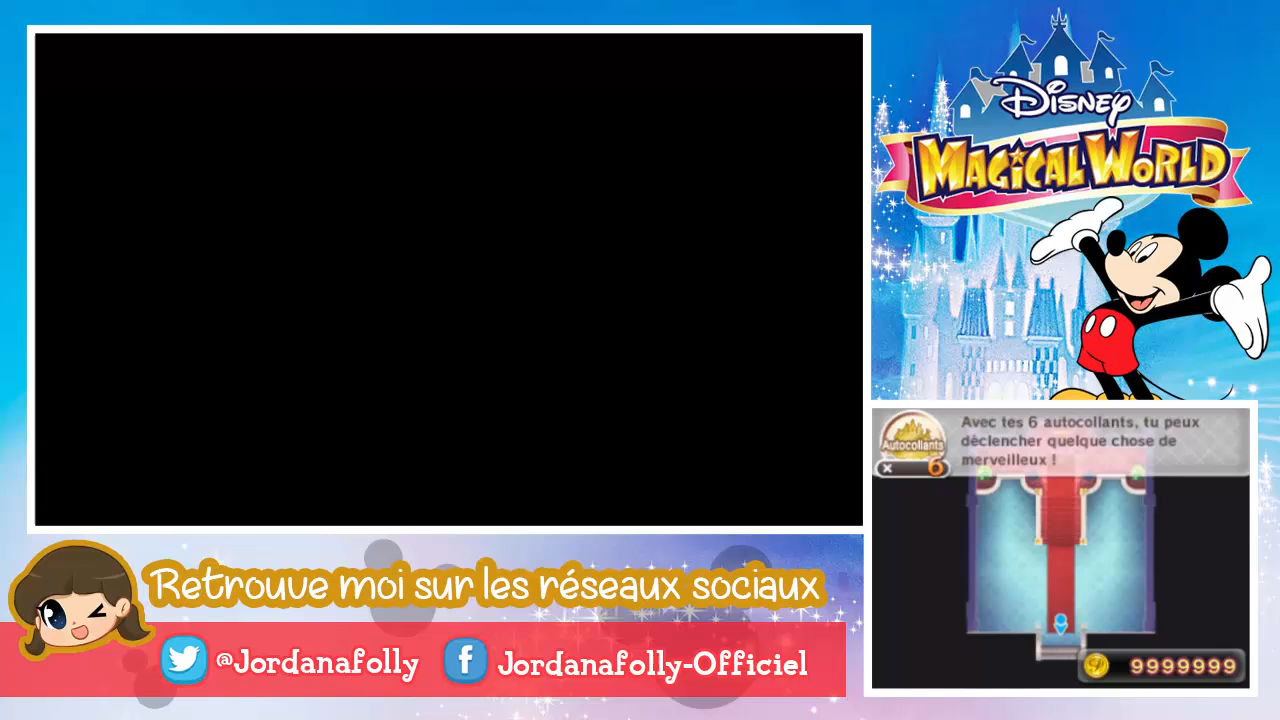 Disney
Magical World
Avec tes 6 autocollants, tu peux
déclencher quelque chose de
merveilleux !
Autocollants
× 6
Retrouve moi sur les réseaux sociaux
@Jordanafolly
Jordanafolly-Officiel
9999999